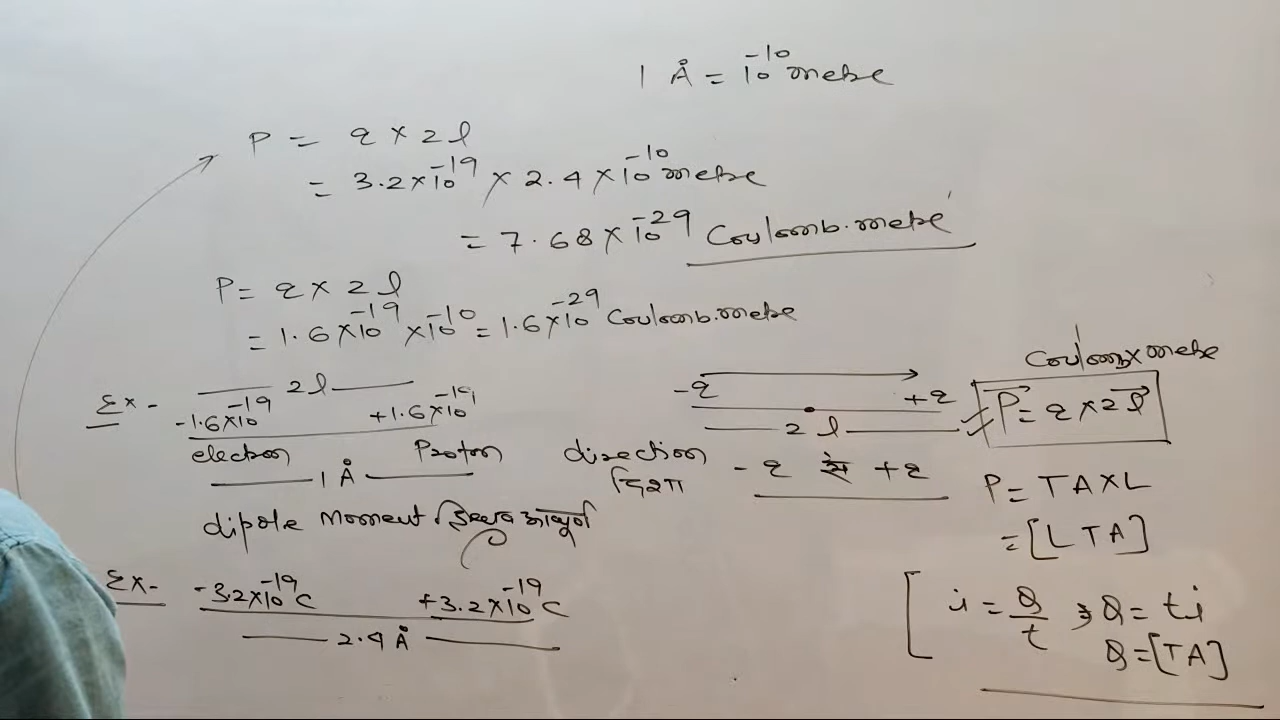 1 Å = 10⁻¹⁰ metre
P = q × 2l
= 3.2×10⁻¹⁹ × 2.4×10⁻¹⁰ metre
= 7.68×10⁻²⁹ Coulomb.metre
P = q × 2l
= 1.6×10⁻¹⁹ ×10⁻¹⁰ = 1.6×10⁻²⁹ Coulomb.metre
Ex -
2l
-1.6×10⁻¹⁹ +1.6×10⁻¹⁹
electron Proton
1 Å
dipole moment द्विध्रुव आघूर्ण
Ex -
-3.2×10⁻¹⁹ C +3.2×10⁻¹⁹ C
2.4 Å
-q +q
2l
direction -q से +q
दिशा
Coulomb×metre
P⃗ = q × 2l⃗
P = TA×L
= [LTA]
i = Q/t ; Q = ti
Q = [TA]